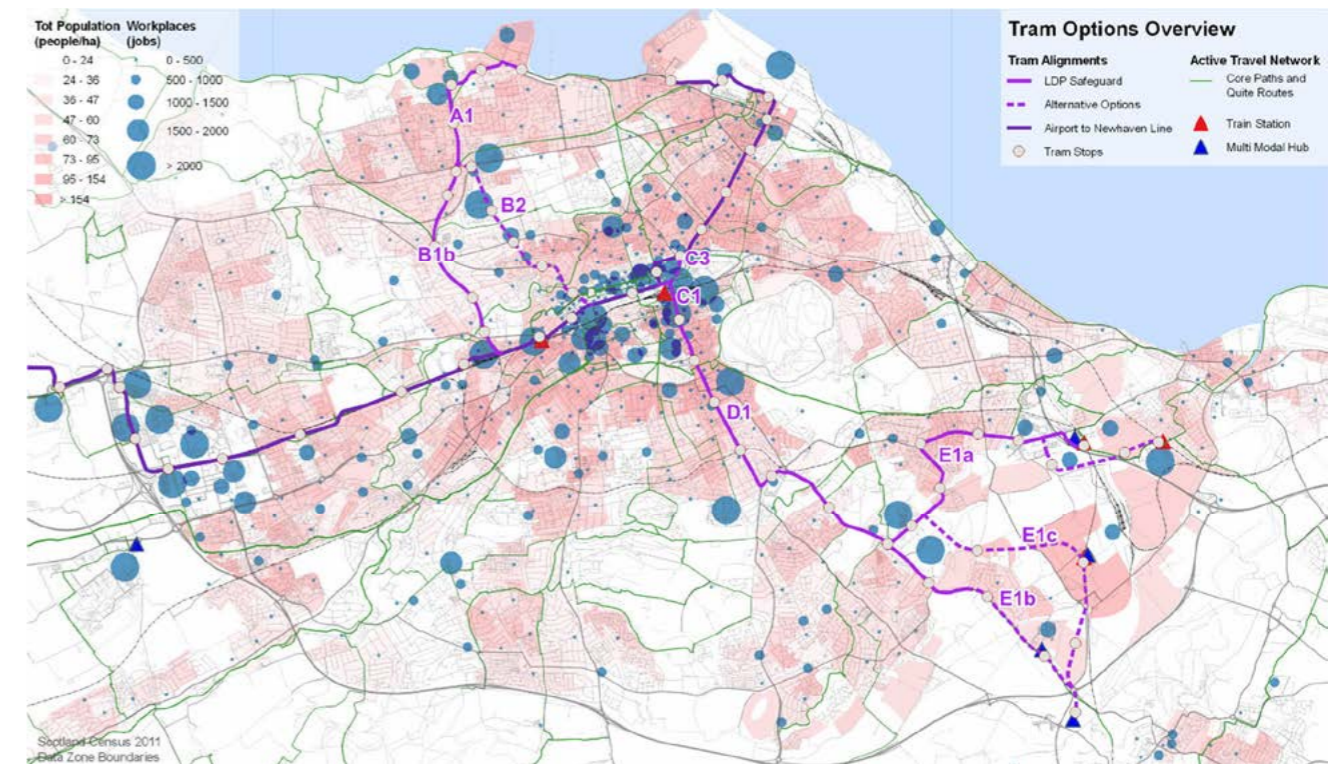 Tot Population
(people/ha)
0 - 24
24 - 36
36 - 47
47 - 60
60 - 73
73 - 95
95 - 154
> 154
Workplaces
(jobs)
0 - 500
500 - 1000
1000 - 1500
1500 - 2000
> 2000
Tram Options Overview
Tram Alignments
LDP Safeguard
Alternative Options
Airport to Newhaven Line
Tram Stops
Active Travel Network
Core Paths and
Quite Routes
Train Station
Multi Modal Hub
A1
B2
B1b
C3
C1
D1
E1a
E1c
E1b
Scotland Census 2011
Data Zone Boundaries